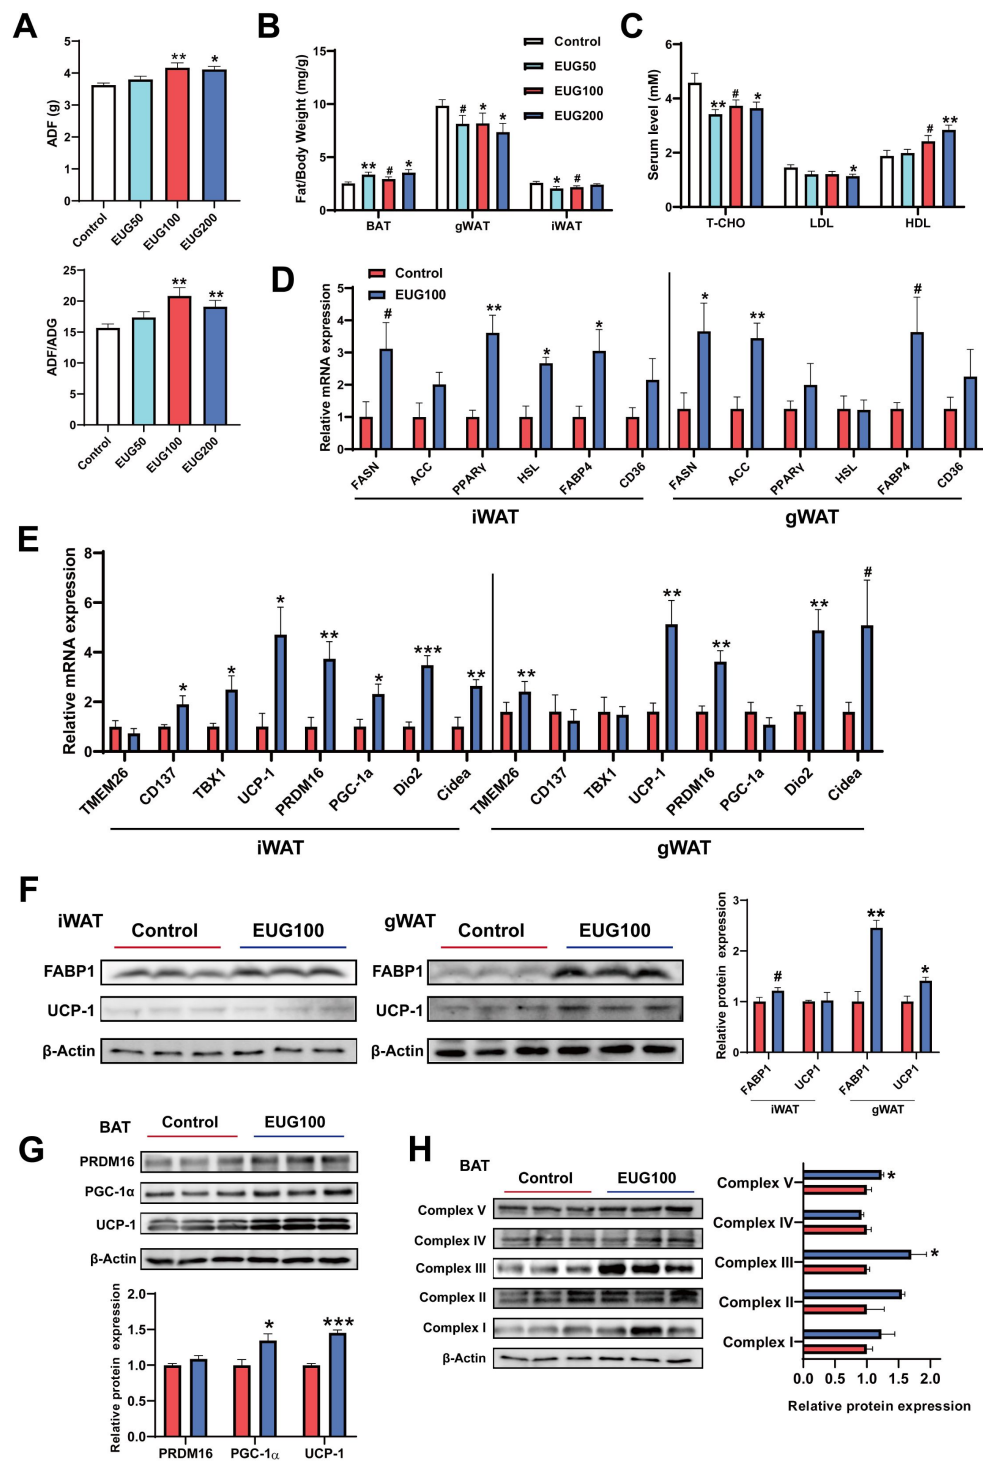 A
ADF (g)
5
4
3
2
1
0
**
*
Control
EUG50
EUG100
EUG200
ADF/ADG
25
20
15
10
5
0
**
**
Control
EUG50
EUG100
EUG200
B
Fat/Body Weight (mg/g)
15
10
5
0
** # *
# * *
* #
BAT
gWAT
iWAT
Control
EUG50
EUG100
EUG200
C
Serum level (mM)
6
4
2
0
** # *
*
# **
T-CHO
LDL
HDL
D
Control
EUG100
Relative mRNA expression
5
4
3
2
1
0
# ** * *
* ** #
FASN
ACC
PPARγ
HSL
FABP4
CD36
FASN
ACC
PPARγ
HSL
FABP4
CD36
iWAT
gWAT
E
Relative mRNA expression
8
6
4
2
0
* * * ** * *** **
** ** ** ** #
TMEM26
CD137
TBX1
UCP-1
PRDM16
PGC-1a
Dio2
Cidea
TMEM26
CD137
TBX1
UCP-1
PRDM16
PGC-1a
Dio2
Cidea
iWAT
gWAT
F
iWAT
Control
EUG100
FABP1
UCP-1
β-Actin
gWAT
Control
EUG100
FABP1
UCP-1
β-Actin
Relative protein expression
3
2
1
0
# ** *
FABP1
UCP1
FABP1
UCP1
iWAT
gWAT
G
BAT
Control
EUG100
PRDM16
PGC-1α
UCP-1
β-Actin
Relative protein expression
2.0
1.5
1.0
0.5
0.0
* ***
PRDM16
PGC-1α
UCP-1
H
BAT
Control
EUG100
Complex V
Complex IV
Complex III
Complex II
Complex I
β-Actin
Complex V
Complex IV
Complex III
Complex II
Complex I
*
*
0.0 0.5 1.0 1.5 2.0
Relative protein expression